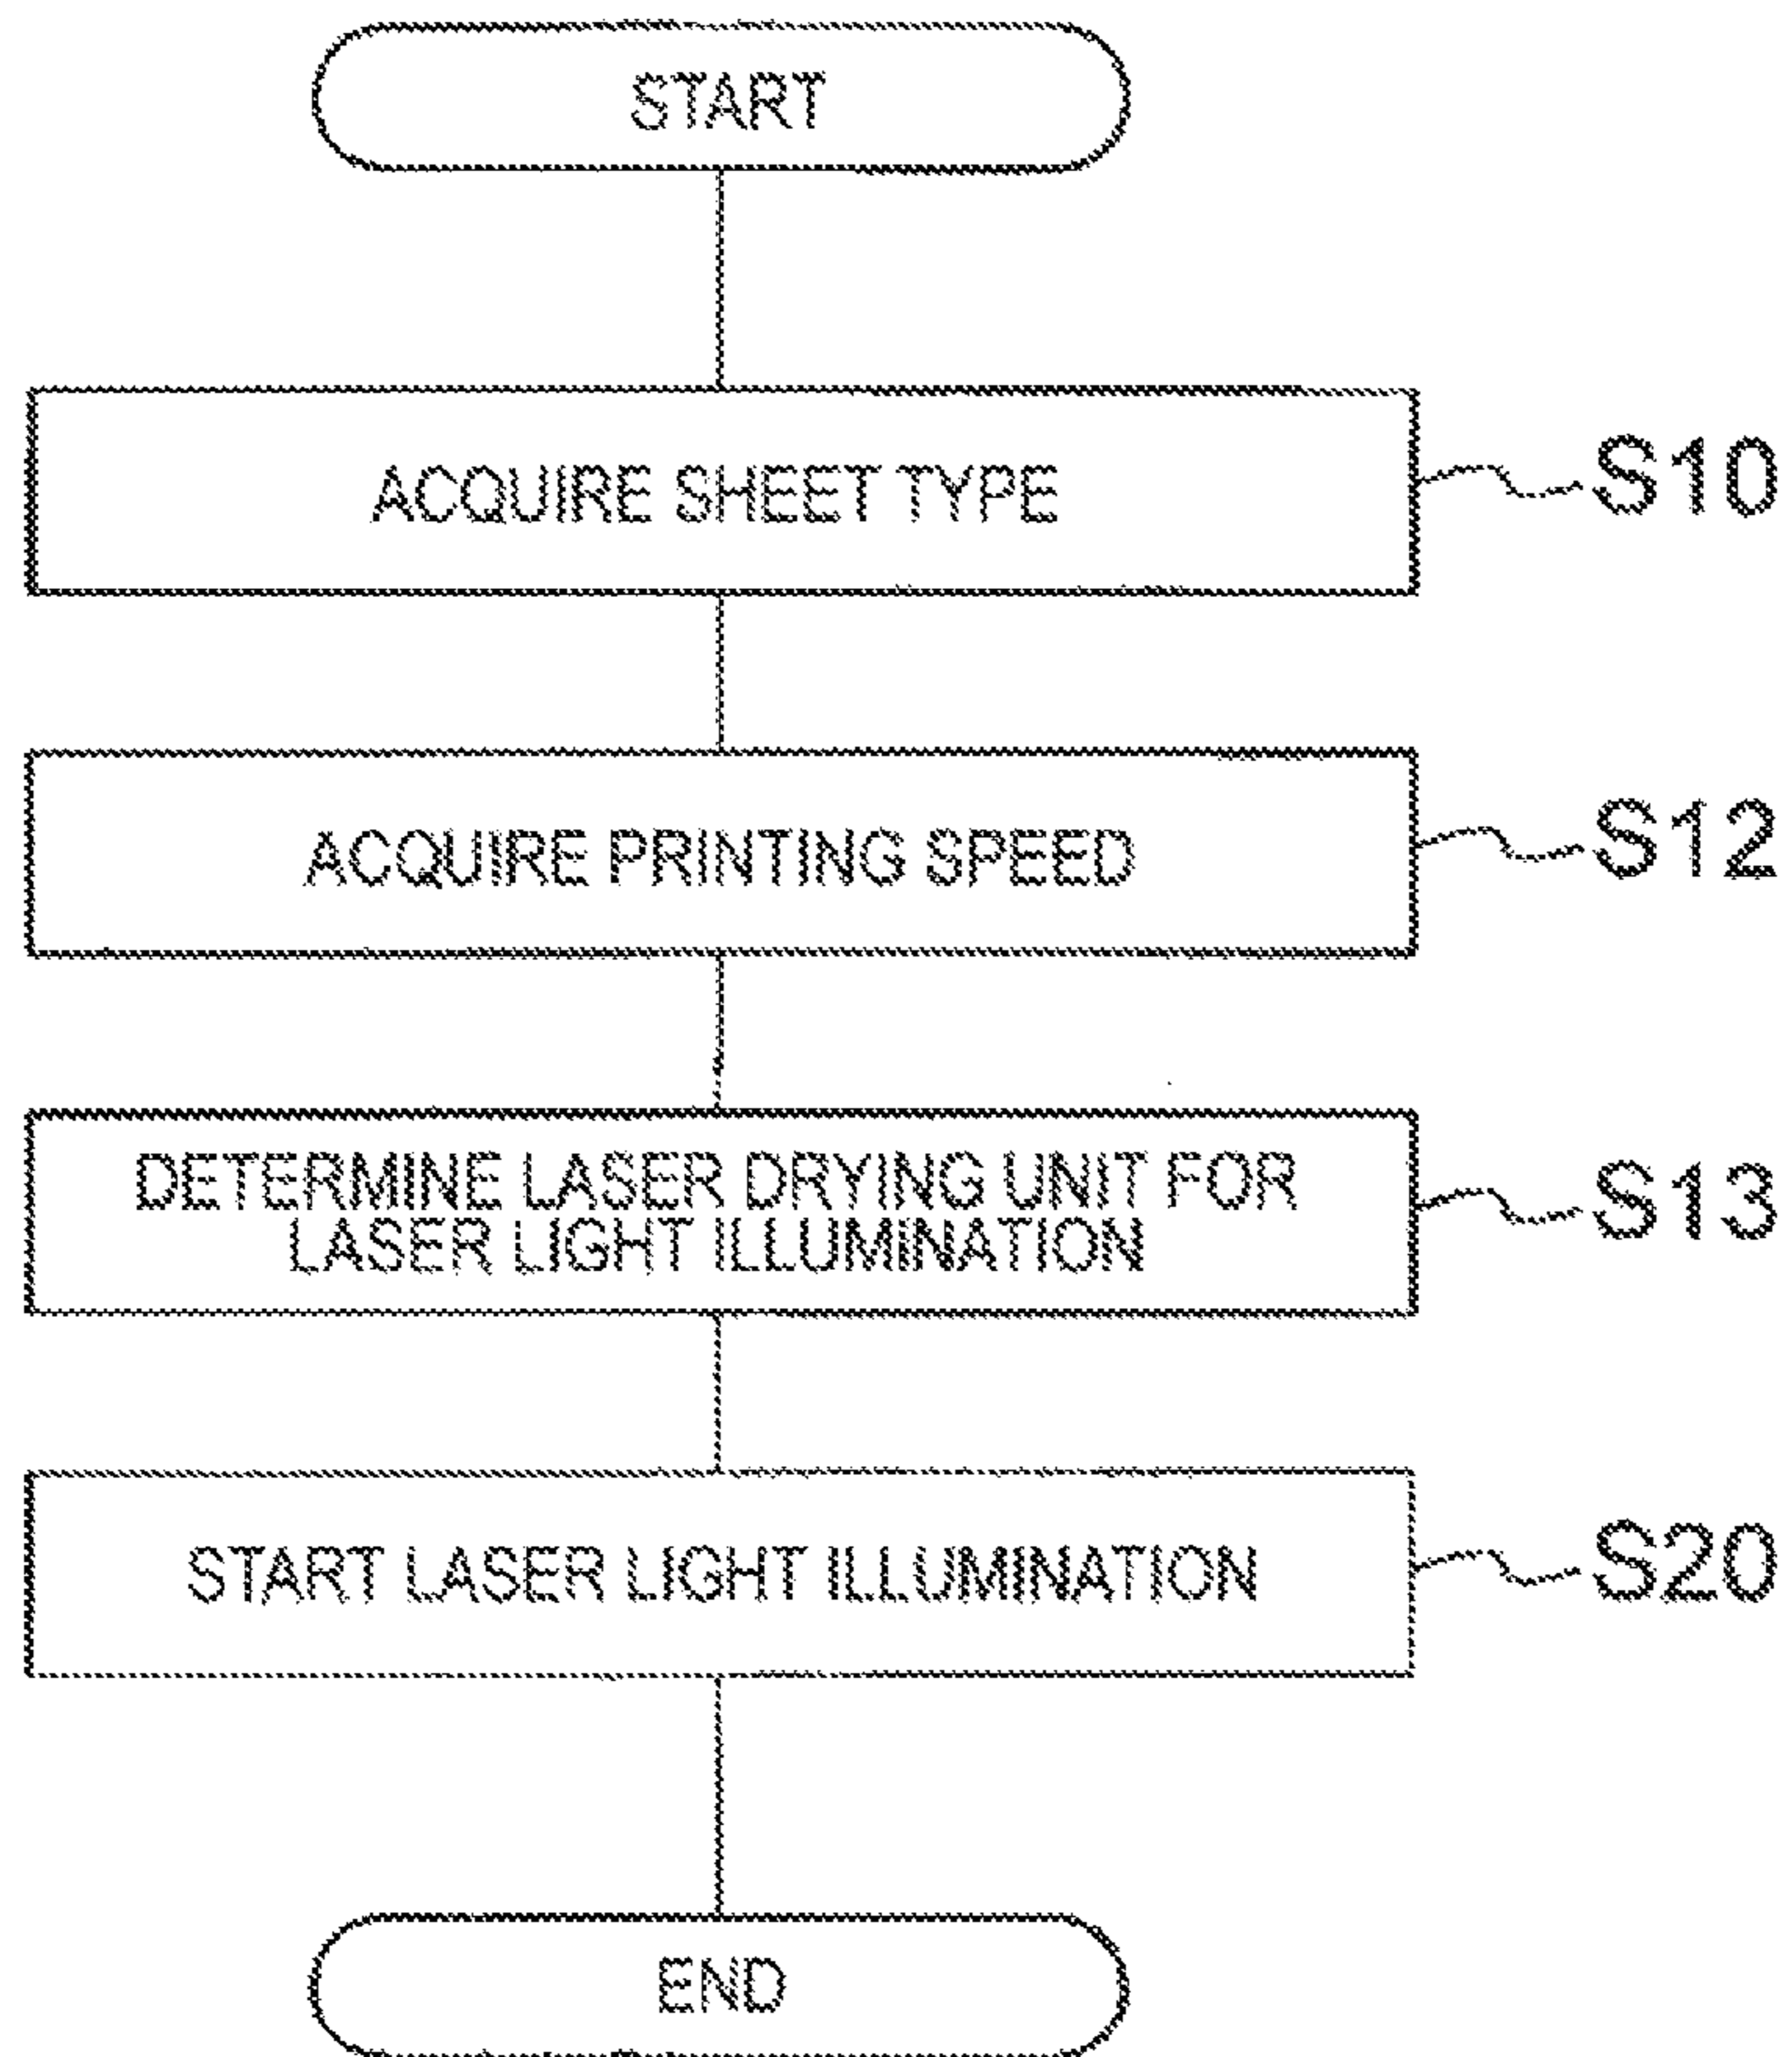 START
ACQUIRE SHEET TYPE
S10
ACQUIRE PRINTING SPEED
S12
DETERMINE LASER DRYING UNIT FOR
LASER LIGHT ILLUMINATION
S13
START LASER LIGHT ILLUMINATION
S20
END